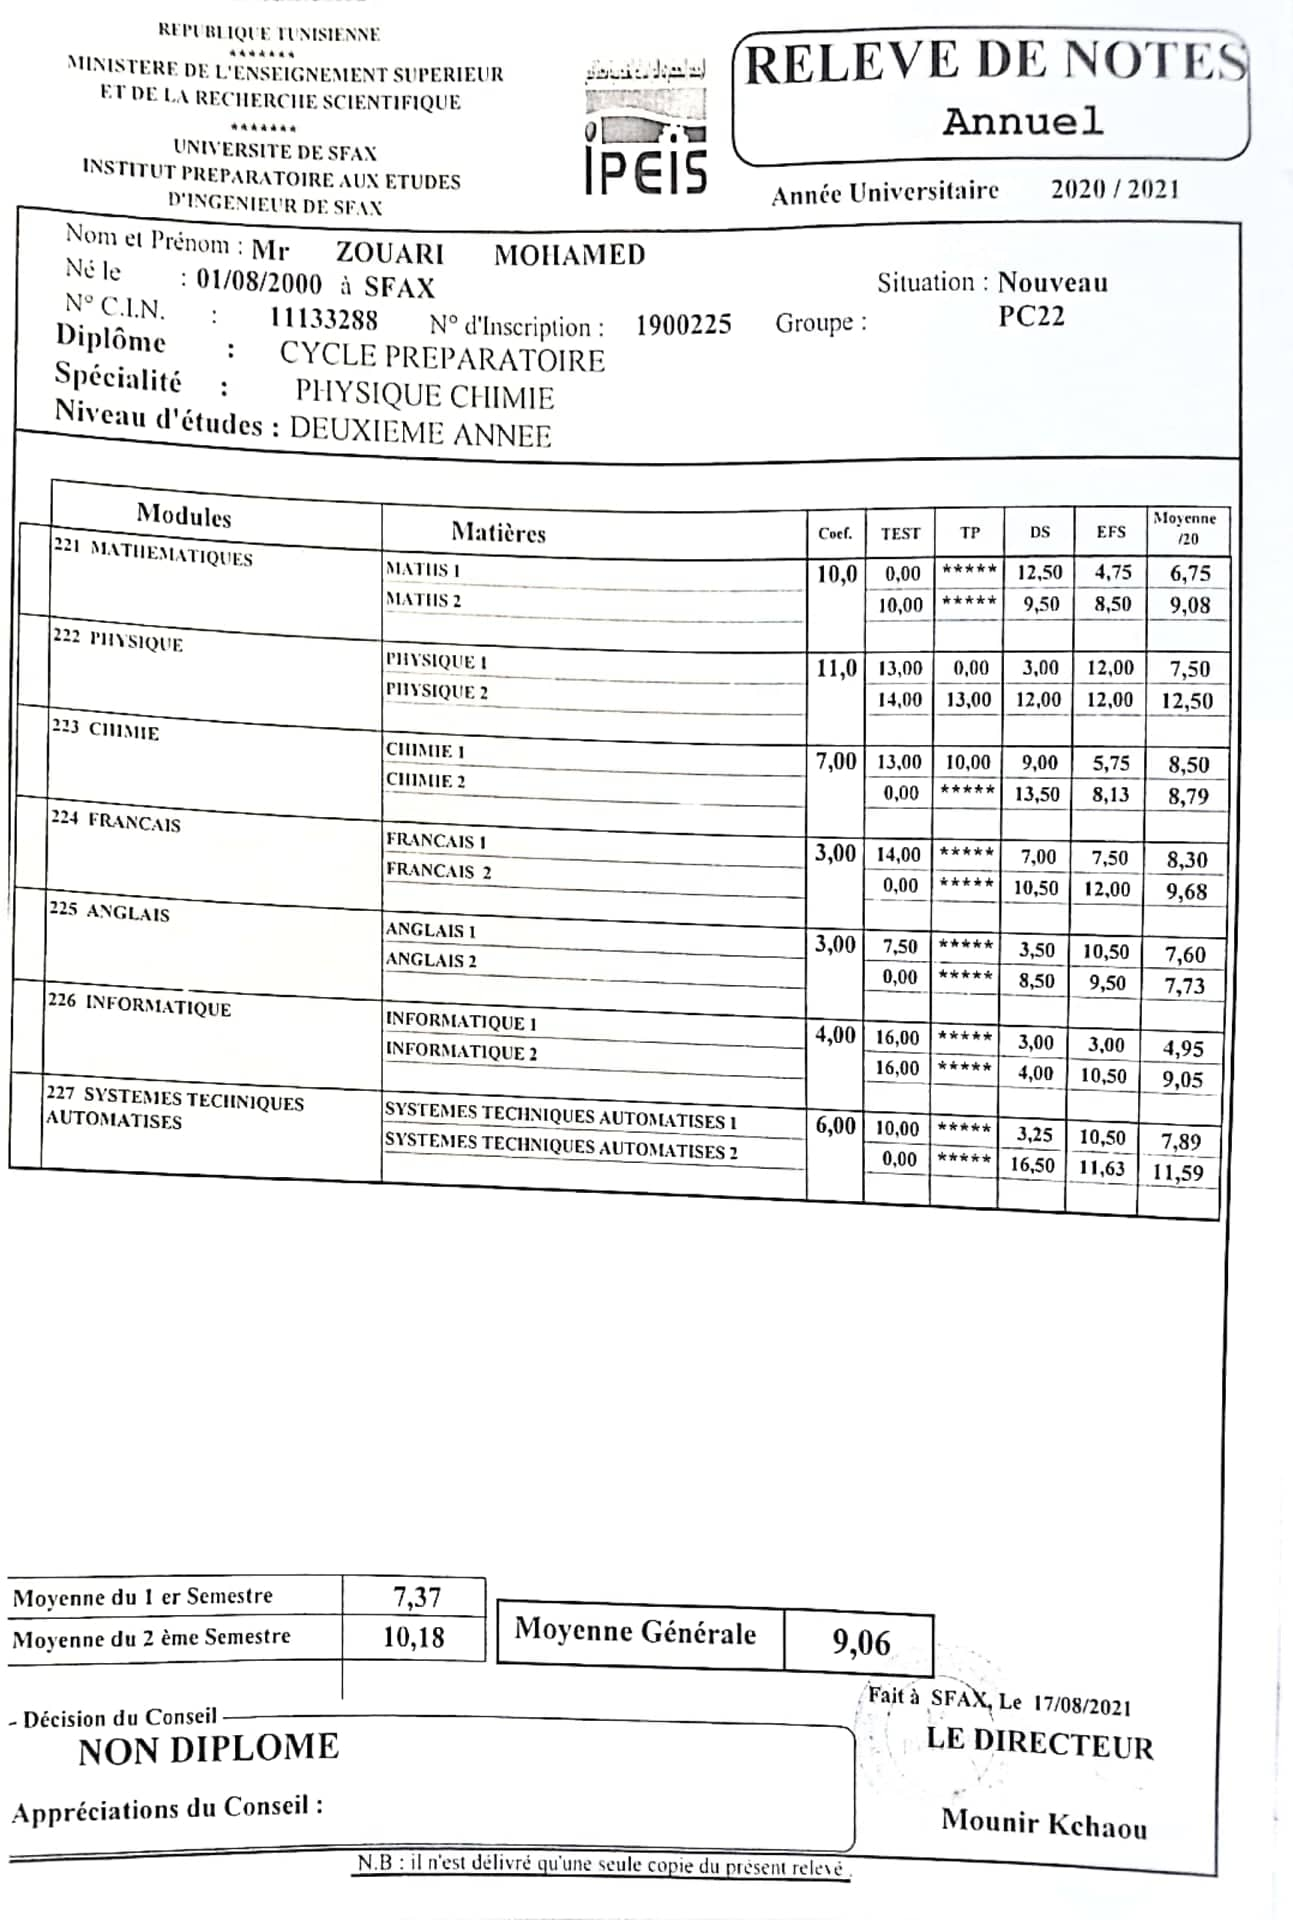 REPUBLIQUE TUNISIENNE
*******
MINISTERE DE L'ENSEIGNEMENT SUPERIEUR
ET DE LA RECHERCHE SCIENTIFIQUE
*******
UNIVERSITE DE SFAX
INSTITUT PREPARATOIRE AUX ETUDES
D'INGENIEUR DE SFAX
IPEIS
RELEVE DE NOTES
Annuel
Année Universitaire 2020 / 2021
Nom et Prénom : Mr ZOUARI MOHAMED
Né le : 01/08/2000 à SFAX
Situation : Nouveau
N° C.I.N. : 11133288 N° d'Inscription : 1900225 Groupe : PC22
Diplôme : CYCLE PREPARATOIRE
Spécialité : PHYSIQUE CHIMIE
Niveau d'études : DEUXIEME ANNEE
Modules Matières Coef. TEST TP DS EFS Moyenne /20
221 MATHEMATIQUES
MATHS 1 10,0 0,00 ***** 12,50 4,75 6,75
MATHS 2 10,00 ***** 9,50 8,50 9,08
222 PHYSIQUE
PHYSIQUE 1 11,0 13,00 0,00 3,00 12,00 7,50
PHYSIQUE 2 14,00 13,00 12,00 12,00 12,50
223 CHIMIE
CHIMIE 1 7,00 13,00 10,00 9,00 5,75 8,50
CHIMIE 2 0,00 ***** 13,50 8,13 8,79
224 FRANCAIS
FRANCAIS 1 3,00 14,00 ***** 7,00 7,50 8,30
FRANCAIS 2 0,00 ***** 10,50 12,00 9,68
225 ANGLAIS
ANGLAIS 1 3,00 7,50 ***** 3,50 10,50 7,60
ANGLAIS 2 0,00 ***** 8,50 9,50 7,73
226 INFORMATIQUE
INFORMATIQUE 1 4,00 16,00 ***** 3,00 3,00 4,95
INFORMATIQUE 2 16,00 ***** 4,00 10,50 9,05
227 SYSTEMES TECHNIQUES
AUTOMATISES
SYSTEMES TECHNIQUES AUTOMATISES 1 6,00 10,00 ***** 3,25 10,50 7,89
SYSTEMES TECHNIQUES AUTOMATISES 2 0,00 ***** 16,50 11,63 11,59
Moyenne du 1 er Semestre 7,37
Moyenne du 2 ème Semestre 10,18
Moyenne Générale 9,06
Fait à SFAX, Le 17/08/2021
- Décision du Conseil
NON DIPLOME
LE DIRECTEUR
Appréciations du Conseil :
Mounir Kchaou
N.B : il n'est délivré qu'une seule copie du présent relevé.